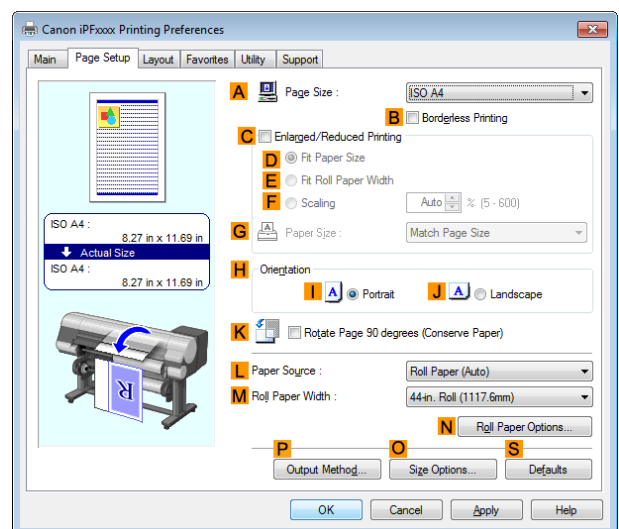 Canon iPFxxxx Printing Preferences
Main Page Setup Layout Favorites Utility Support
A Page Size : ISO A4
B Borderless Printing
C Enlarged/Reduced Printing
D Fit Paper Size
E Fit Roll Paper Width
F Scaling Auto % (5 - 600)
G Paper Size : Match Page Size
ISO A4 :
8.27 in x 11.69 in
Actual Size
ISO A4 :
8.27 in x 11.69 in
H Orientation
I A Portrait J A Landscape
K Rotate Page 90 degrees (Conserve Paper)
R
L Paper Source : Roll Paper (Auto)
M Roll Paper Width : 44-in. Roll (1117.6mm)
N Roll Paper Options...
P O S
Output Method... Size Options... Defaults
OK Cancel Apply Help